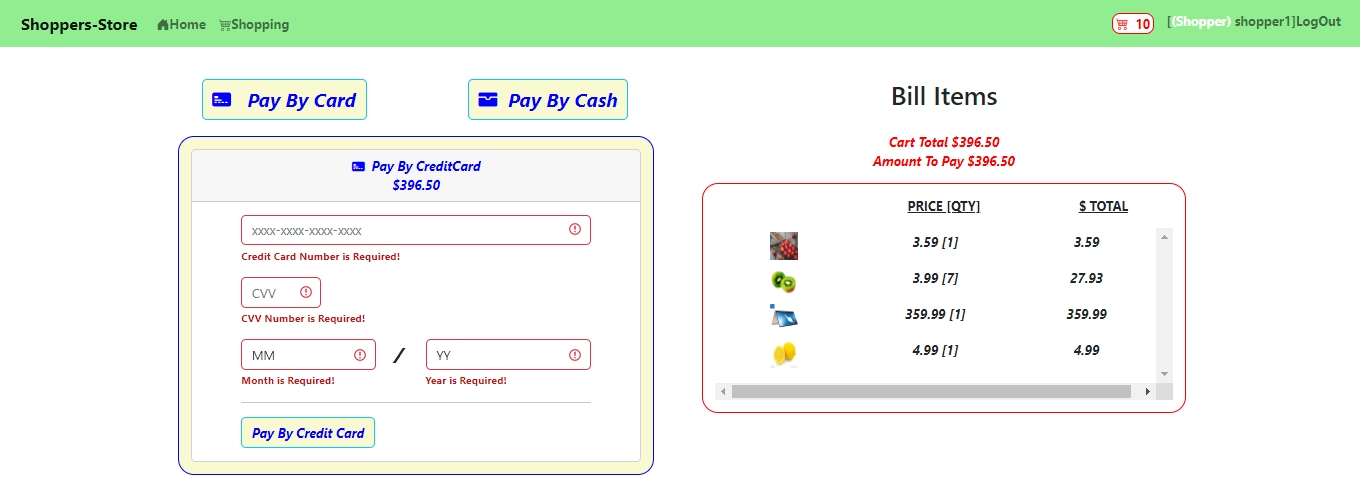 Shoppers-Store Home Shopping 10 [(Shopper) shopper1]LogOut
Pay By Card
Pay By Cash
Pay By CreditCard
$396.50
xxxx-xxxx-xxxx-xxxx
Credit Card Number is Required!
CVV
CVV Number is Required!
MM / YY
Month is Required! Year is Required!
Pay By Credit Card
Bill Items
Cart Total $396.50
Amount To Pay $396.50
PRICE [QTY] $ TOTAL
3.59 [1] 3.59
3.99 [7] 27.93
359.99 [1] 359.99
4.99 [1] 4.99